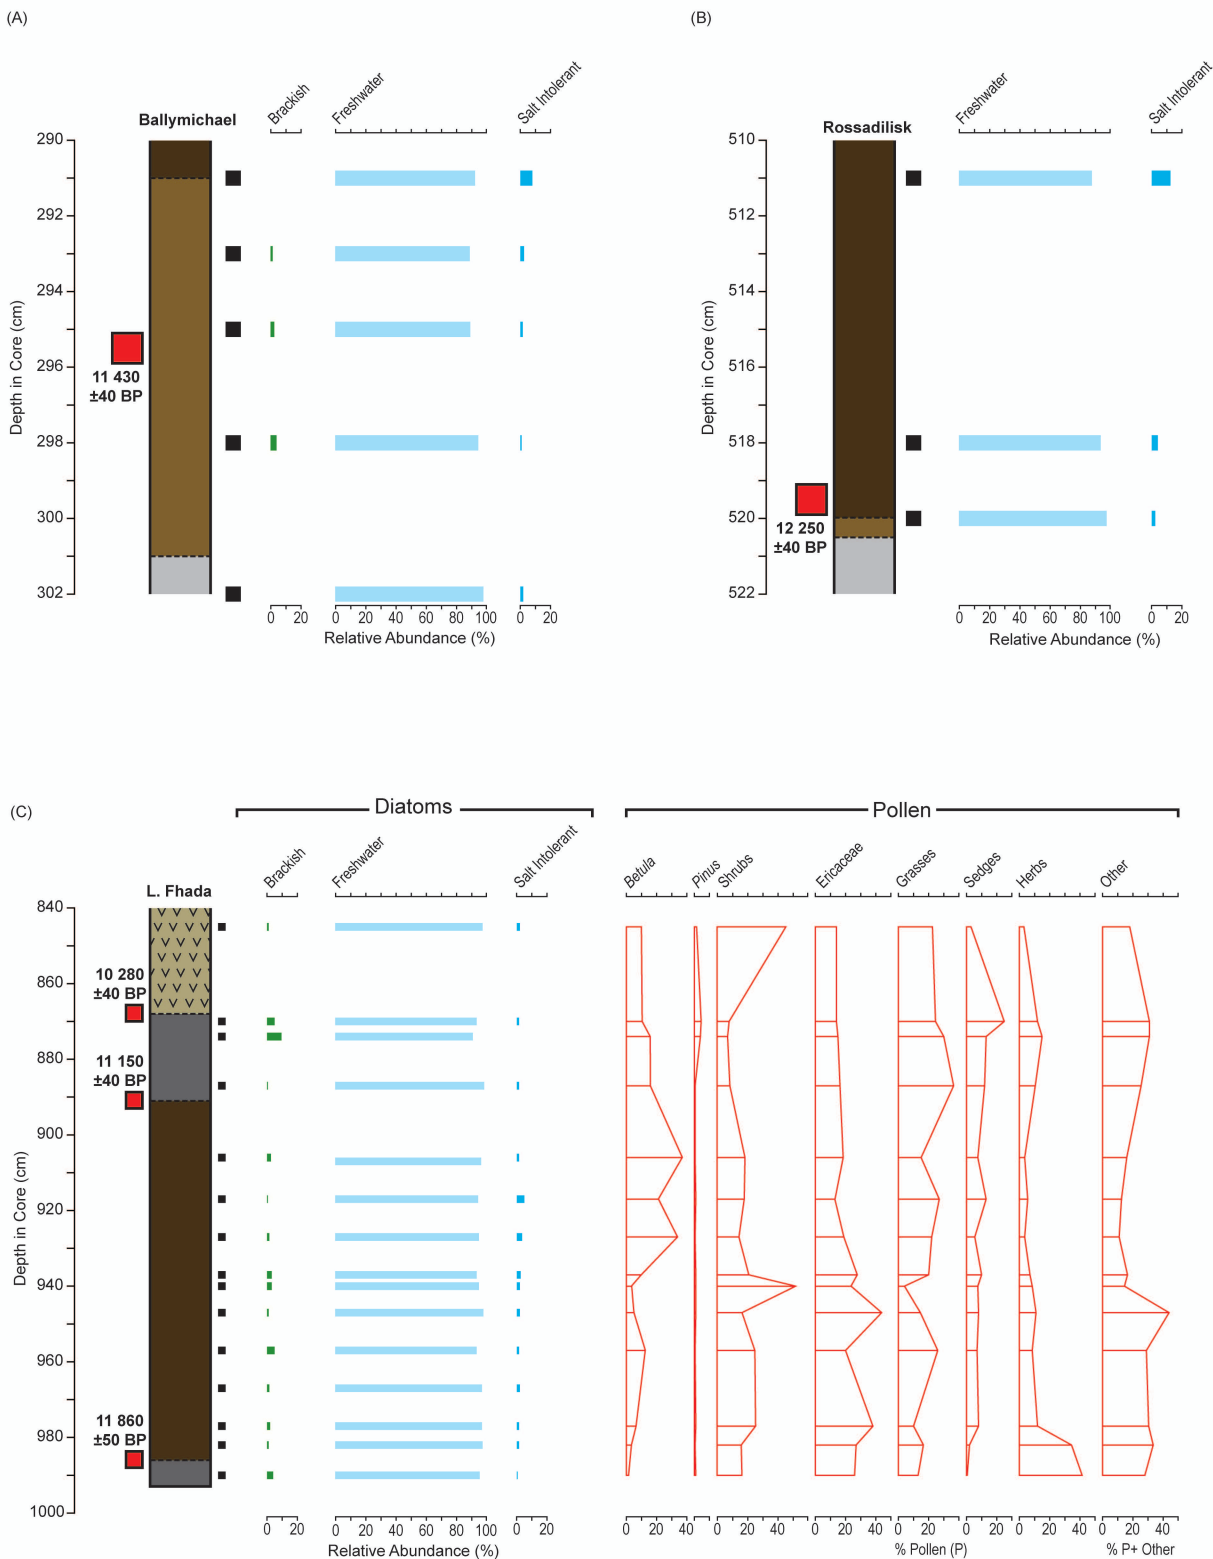 (A)
(B)
Ballymichael
Brackish
Freshwater
Salt Intolerant
Rossadilisk
Freshwater
Salt Intolerant
Depth in Core (cm)
290
292
294
296
298
300
302
11 430
±40 BP
0 20
0 20 40 60 80 100
0 20
Relative Abundance (%)
Depth in Core (cm)
510
512
514
516
518
520
522
12 250
±40 BP
0 20 40 60 80 100
0 20
Relative Abundance (%)
(C)
Diatoms
Pollen
L. Fhada
Brackish
Freshwater
Salt Intolerant
Betula
Pinus
Shrubs
Ericaceae
Grasses
Sedges
Herbs
Other
Depth in Core (cm)
840
860
880
900
920
940
960
980
1000
10 280
±40 BP
11 150
±40 BP
11 860
±50 BP
0 20
0 20 40 60 80 100
0 20
Relative Abundance (%)
0 20 40
0
0 20 40
0 20 40
0 20 40
0 20
0 20 40
0 20 40
% Pollen (P)
% P+ Other